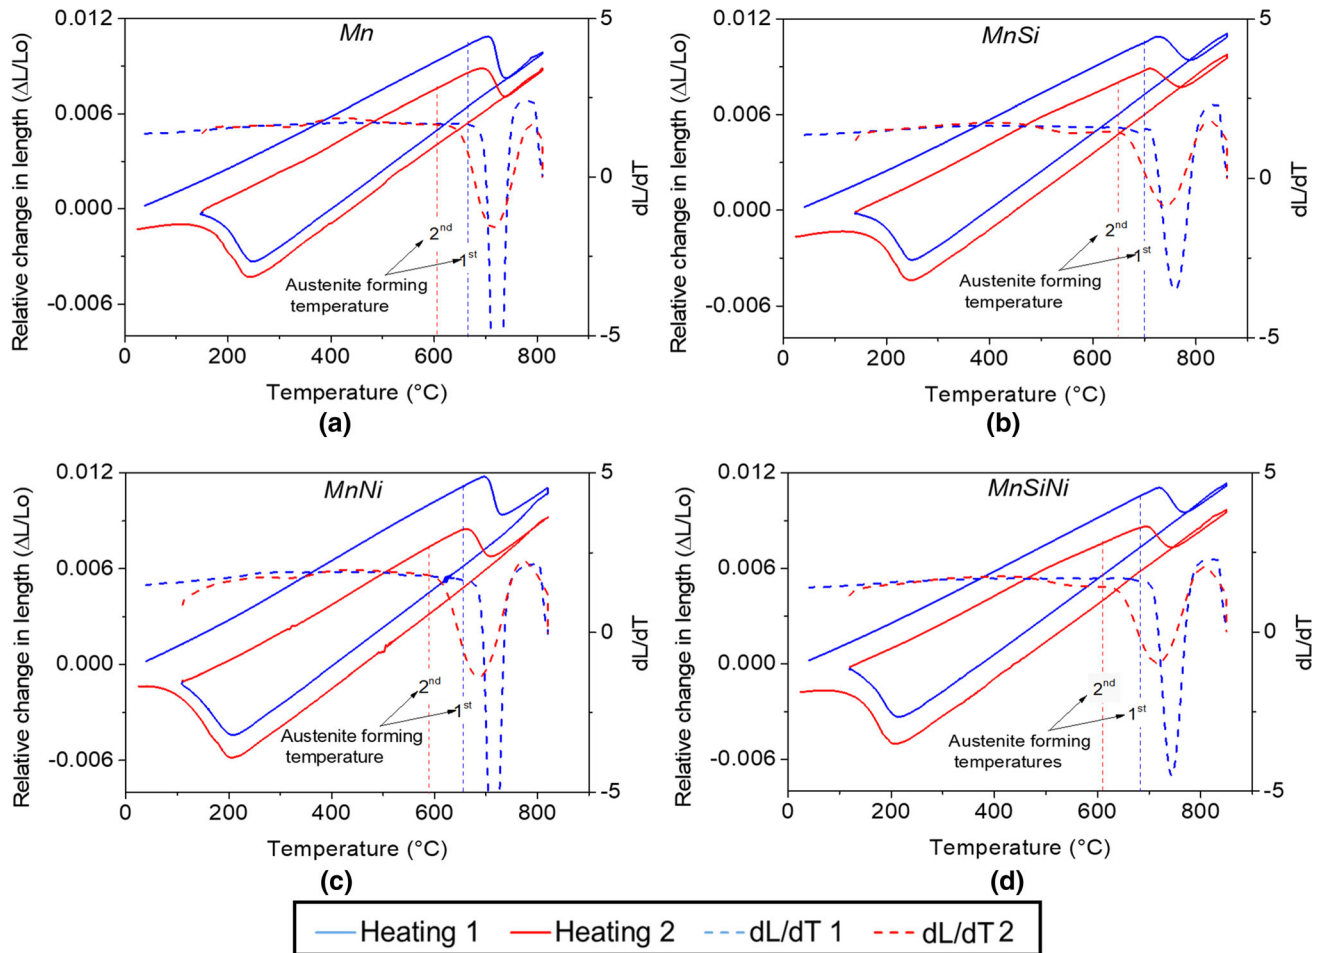 Mn
Relative change in length (ΔL/Lo)
0.012
0.006
0.000
-0.006
5
0
-5
dL/dT
2nd
1st
Austenite forming
temperature
0 200 400 600 800
Temperature (°C)
(a)
MnSi
Relative change in length (ΔL/Lo)
0.012
0.006
0.000
-0.006
5
0
-5
dL/dT
2nd
1st
Austenite forming
temperature
0 200 400 600 800
Temperature (°C)
(b)
MnNi
Relative change in length (ΔL/Lo)
0.012
0.006
0.000
-0.006
5
0
-5
dL/dT
2nd
1st
Austenite forming
temperature
0 200 400 600 800
Temperature (°C)
(c)
MnSiNi
Relative change in length (ΔL/Lo)
0.012
0.006
0.000
-0.006
5
0
-5
dL/dT
2nd
1st
Austenite forming
temperatures
0 200 400 600 800
Temperature (°C)
(d)
Heating 1 Heating 2 dL/dT 1 dL/dT 2